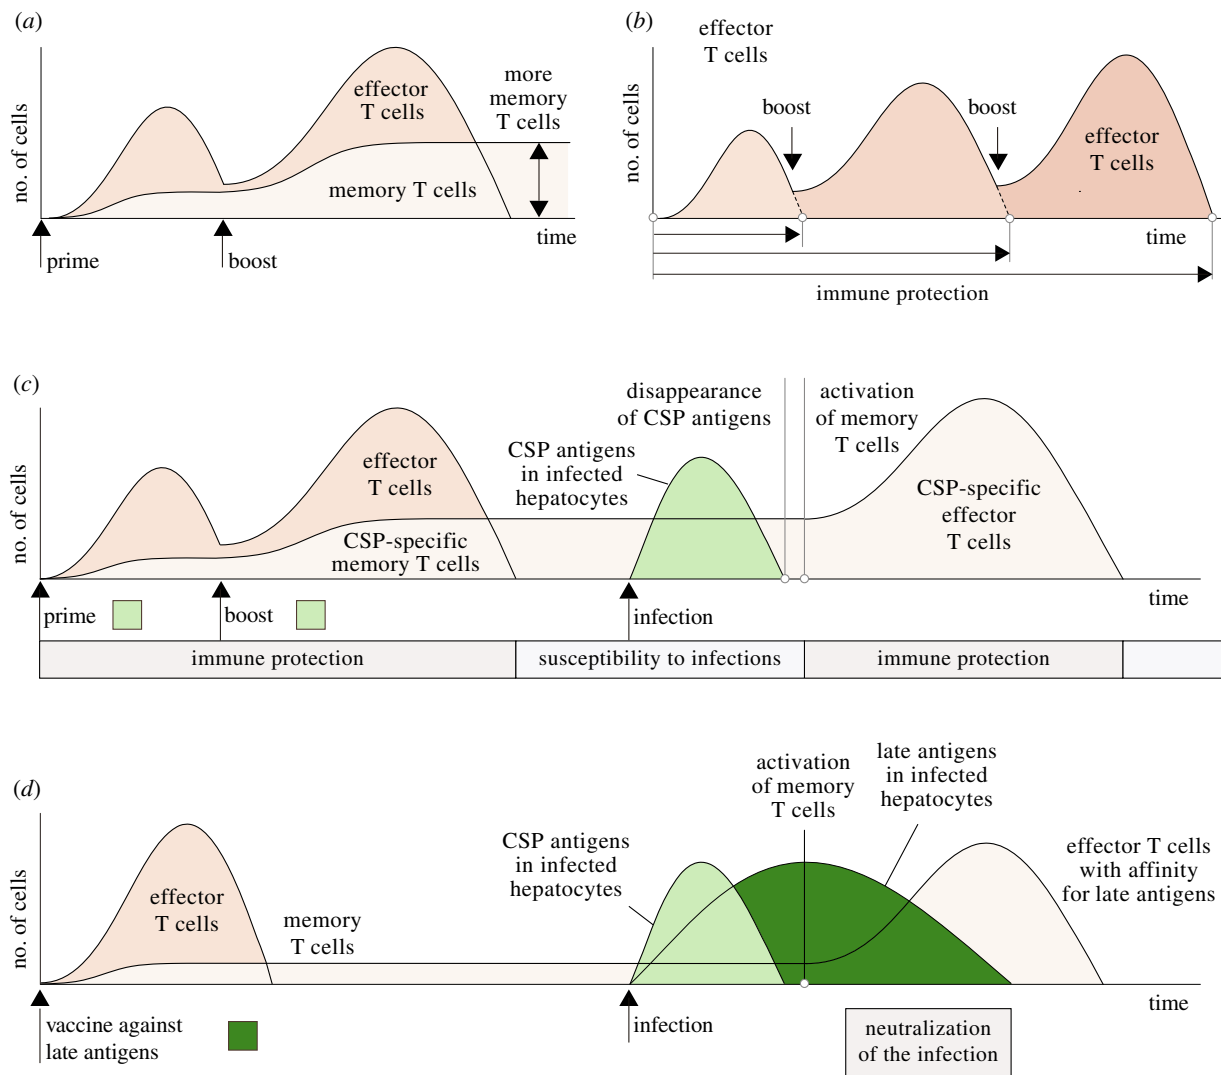 (a)
no. of cells
effector
T cells
more
memory
T cells
memory T cells
time
prime
boost
(b)
no. of cells
effector
T cells
boost
boost
effector
T cells
time
immune protection
(c)
no. of cells
effector
T cells
CSP-specific
memory T cells
CSP antigens
in infected
hepatocytes
disappearance
of CSP antigens
activation
of memory
T cells
CSP-specific
effector
T cells
time
prime
boost
infection
immune protection
susceptibility to infections
immune protection
(d)
no. of cells
effector
T cells
memory
T cells
CSP antigens
in infected
hepatocytes
activation
of memory
T cells
late antigens
in infected
hepatocytes
effector T cells
with affinity
for late antigens
time
vaccine against
late antigens
infection
neutralization
of the infection